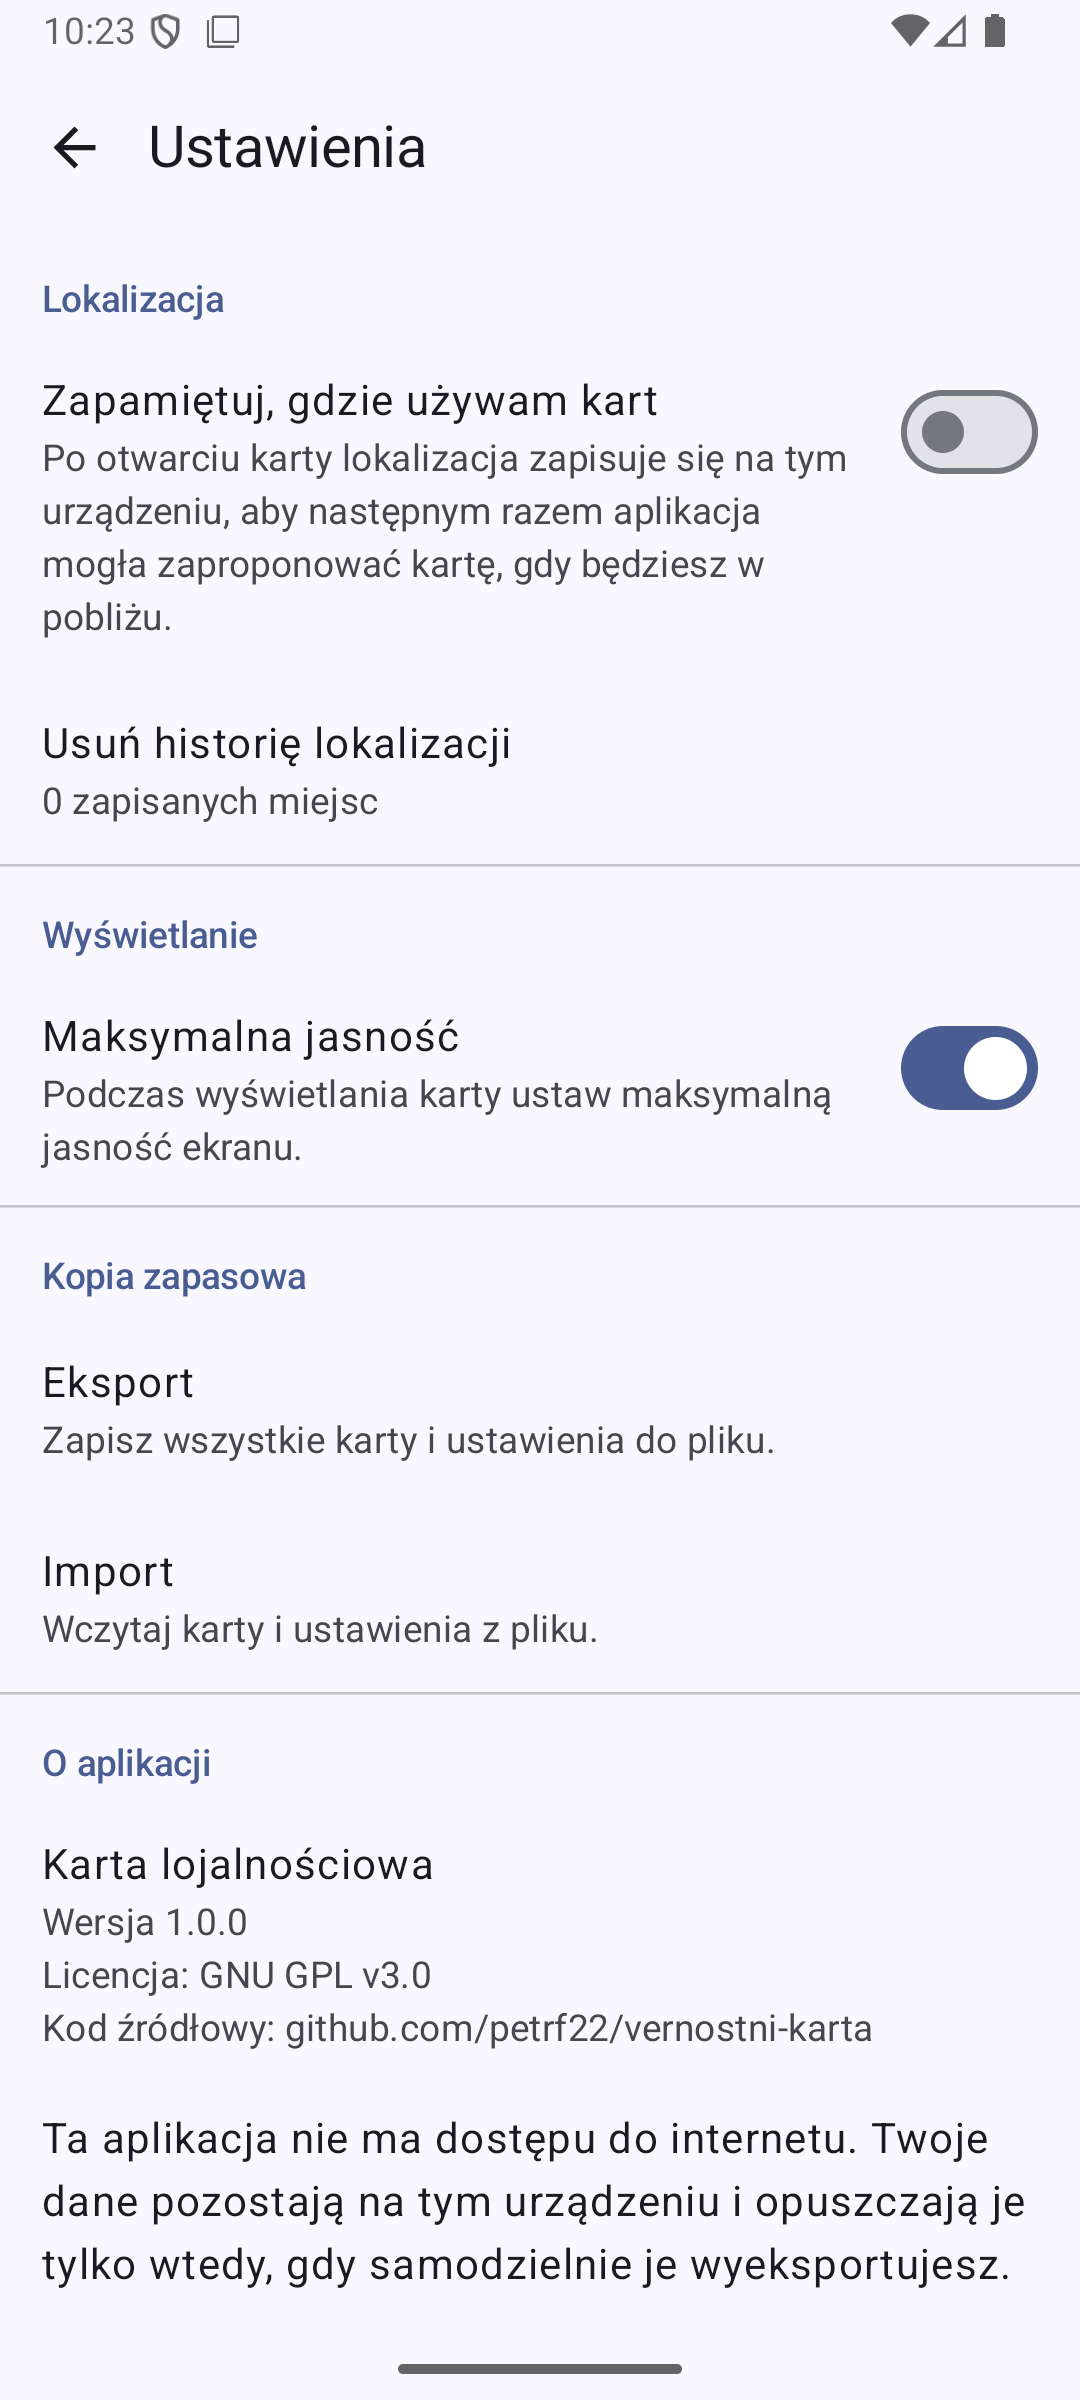 10:23
Ustawienia
Lokalizacja
Zapamiętuj, gdzie używam kart
Po otwarciu karty lokalizacja zapisuje się na tym
urządzeniu, aby następnym razem aplikacja
mogła zaproponować kartę, gdy będziesz w
pobliżu.
Usuń historię lokalizacji
0 zapisanych miejsc
Wyświetlanie
Maksymalna jasność
Podczas wyświetlania karty ustaw maksymalną
jasność ekranu.
Kopia zapasowa
Eksport
Zapisz wszystkie karty i ustawienia do pliku.
Import
Wczytaj karty i ustawienia z pliku.
O aplikacji
Karta lojalnościowa
Wersja 1.0.0
Licencja: GNU GPL v3.0
Kod źródłowy: github.com/petrf22/vernostni-karta
Ta aplikacja nie ma dostępu do internetu. Twoje
dane pozostają na tym urządzeniu i opuszczają je
tylko wtedy, gdy samodzielnie je wyeksportujesz.